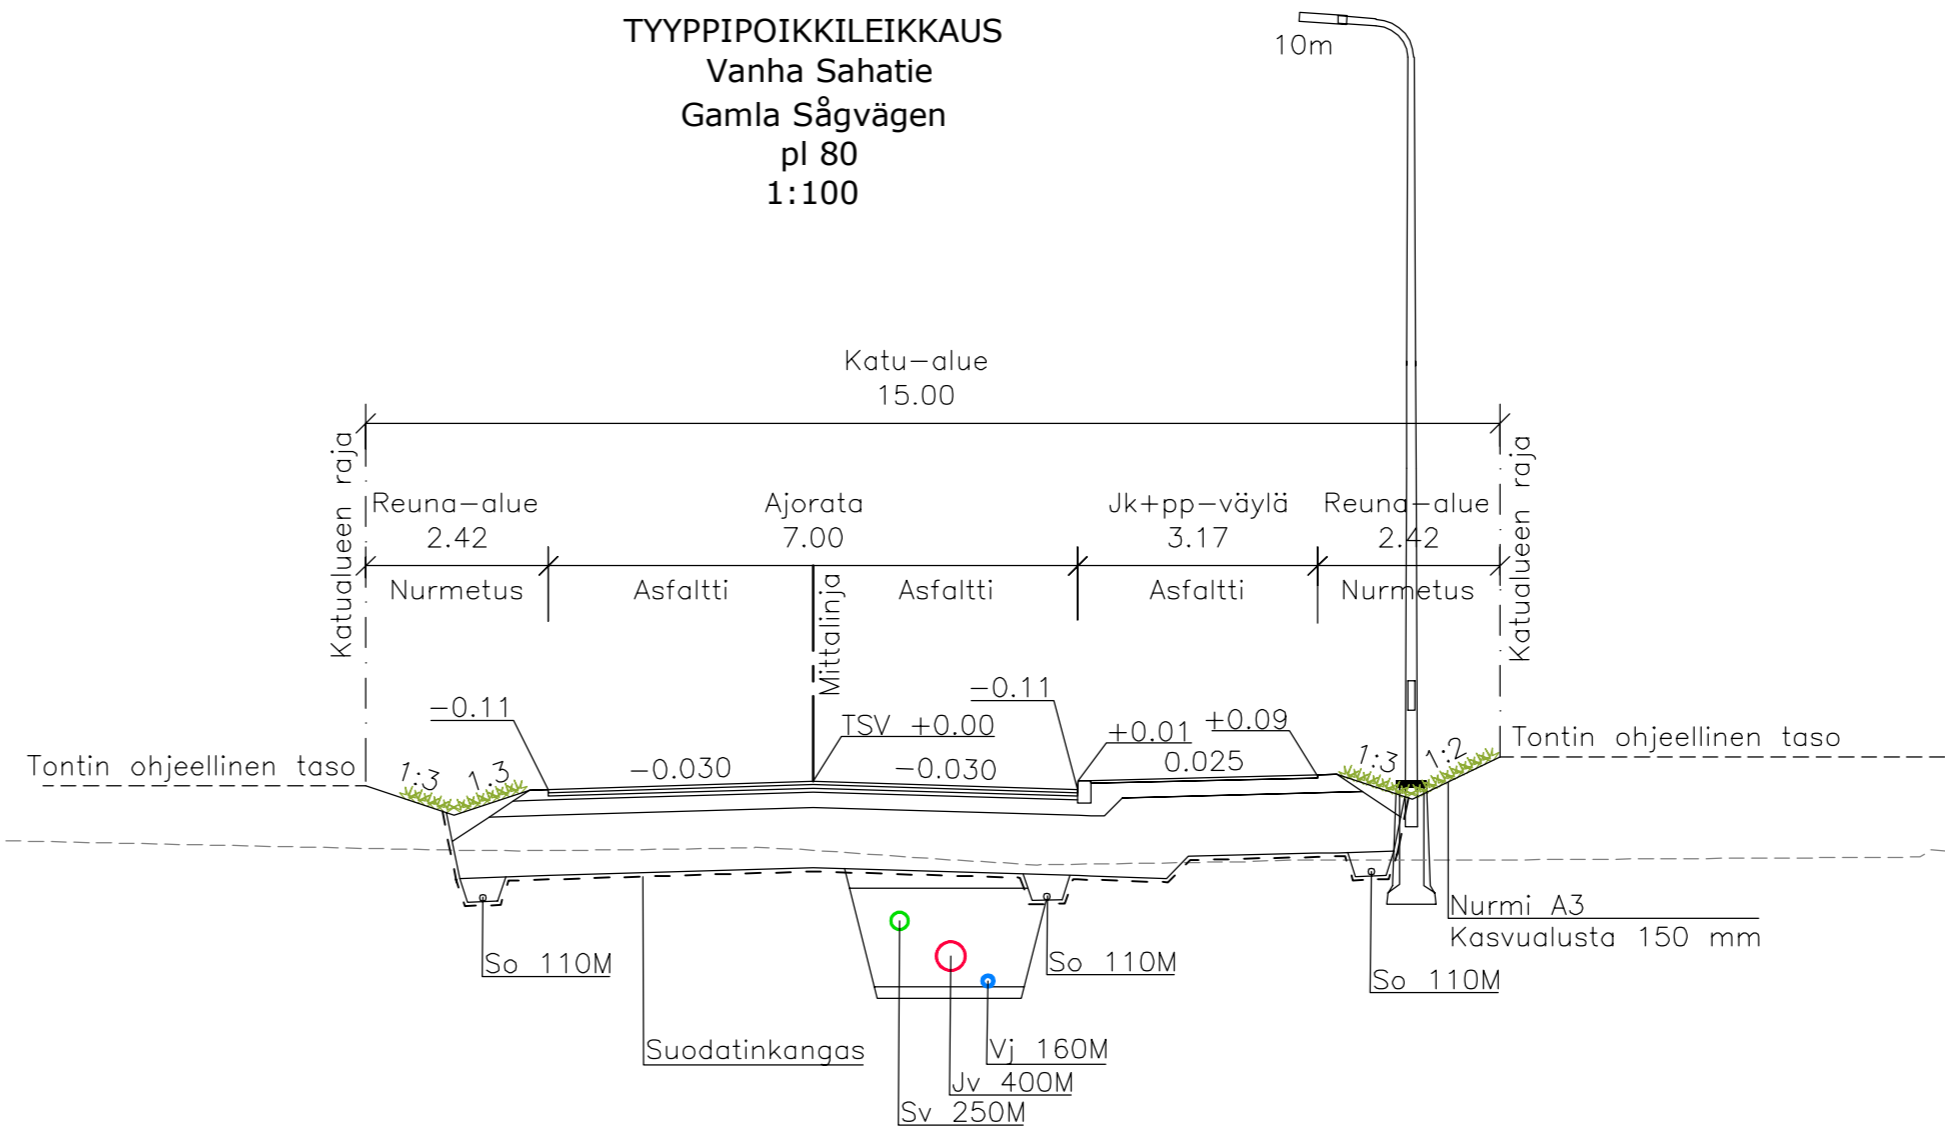 TYYPPIPOIKKILEIKKAUS
Vanha Sahatie
Gamla Sågvägen
pl 80
1:100
10m
Katu-alue
15.00
Katualueen raja
Katualueen raja
Reuna-alue
2.42
Ajorata
7.00
Jk+pp-väylä
3.17
Reuna-alue
2.42
Nurmetus
Asfaltti
Mittalinja
Asfaltti
Asfaltti
Nurmetus
-0.11
TSV +0.00
-0.11
+0.01
+0.09
Tontin ohjeellinen taso
1:3
1.3
-0.030
-0.030
0.025
1:3
1:2
Tontin ohjeellinen taso
So 110M
So 110M
So 110M
Nurmi A3
Kasvualusta 150 mm
Suodatinkangas
Vj 160M
Jv 400M
Sv 250M